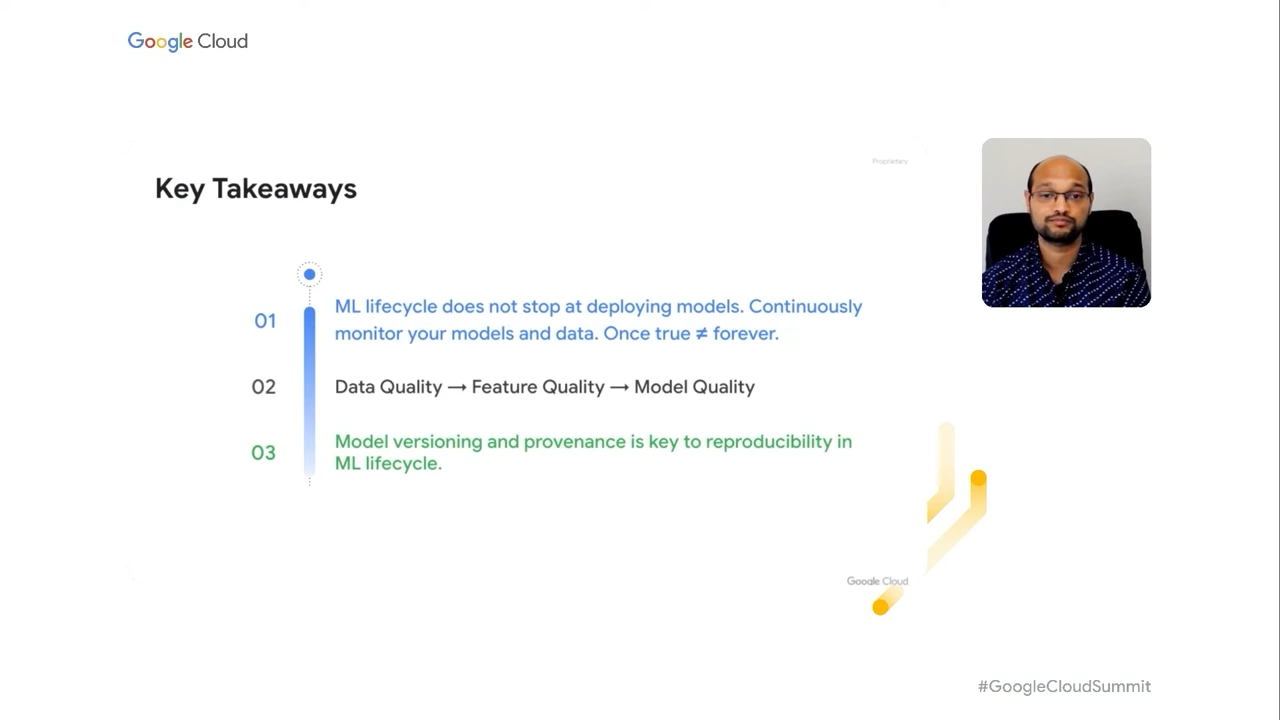 Google Cloud
Proprietary
Key Takeaways
01
ML lifecycle does not stop at deploying models. Continuously
monitor your models and data. Once true ≠ forever.
02
Data Quality → Feature Quality → Model Quality
03
Model versioning and provenance is key to reproducibility in
ML lifecycle.
Google Cloud
#GoogleCloudSummit